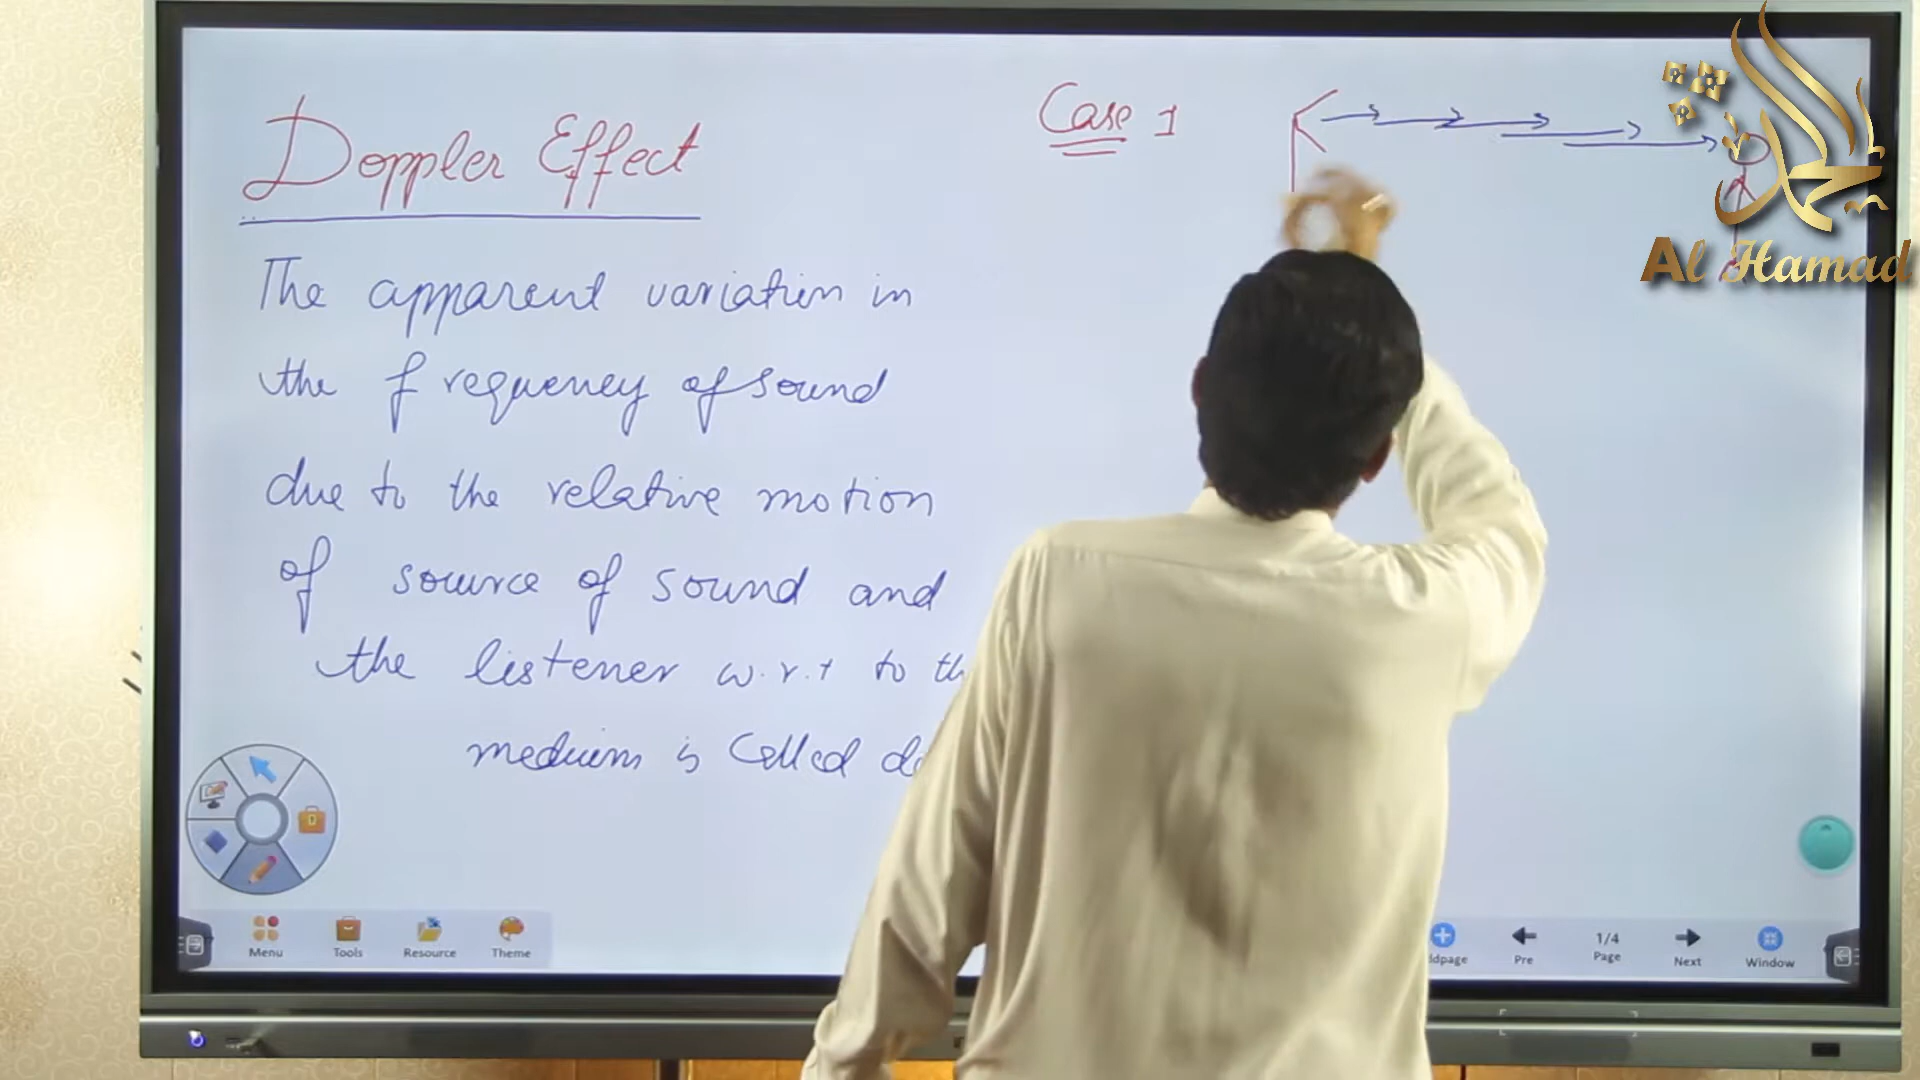 Doppler Effect
The apparent variation in
the frequency of sound
due to the relative motion
of source of sound and
the listener w.r.t to th
medium is Called d
Case 1
Al Hamad
Menu
Tools
Resource
Theme
ldpage
Pre
1/4
Page
Next
Window